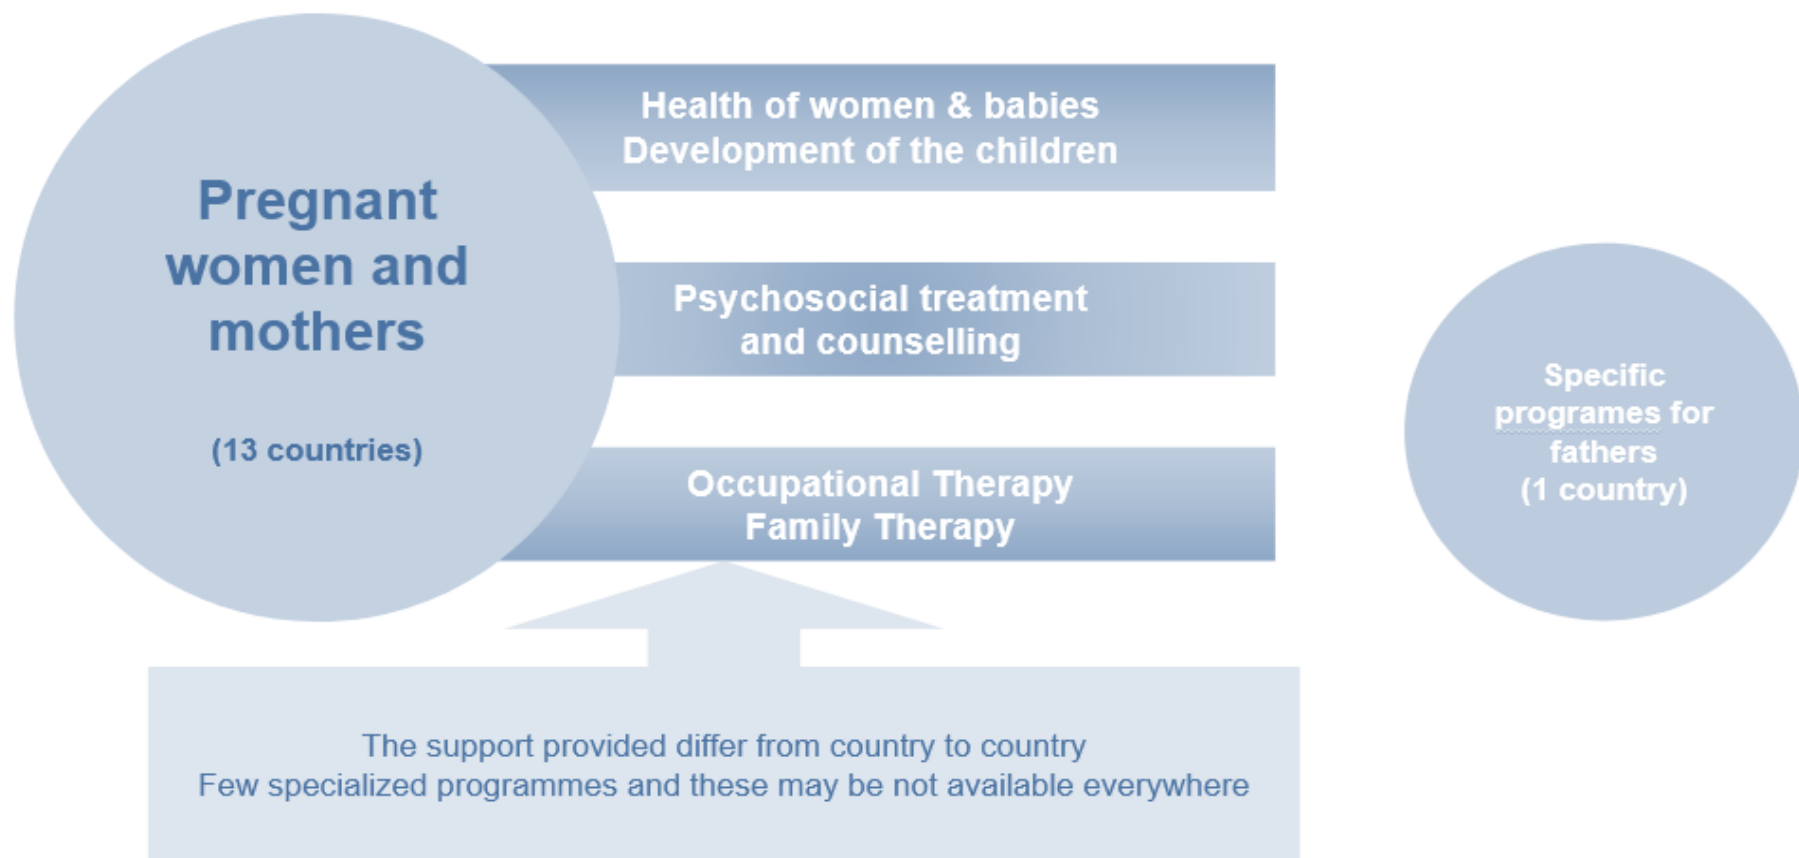 Pregnant
women and
mothers
(13 countries)
Health of women & babies
Development of the children
Psychosocial treatment
and counselling
Occupational Therapy
Family Therapy
Specific
programes for
fathers
(1 country)
The support provided differ from country to country
Few specialized programmes and these may be not available everywhere